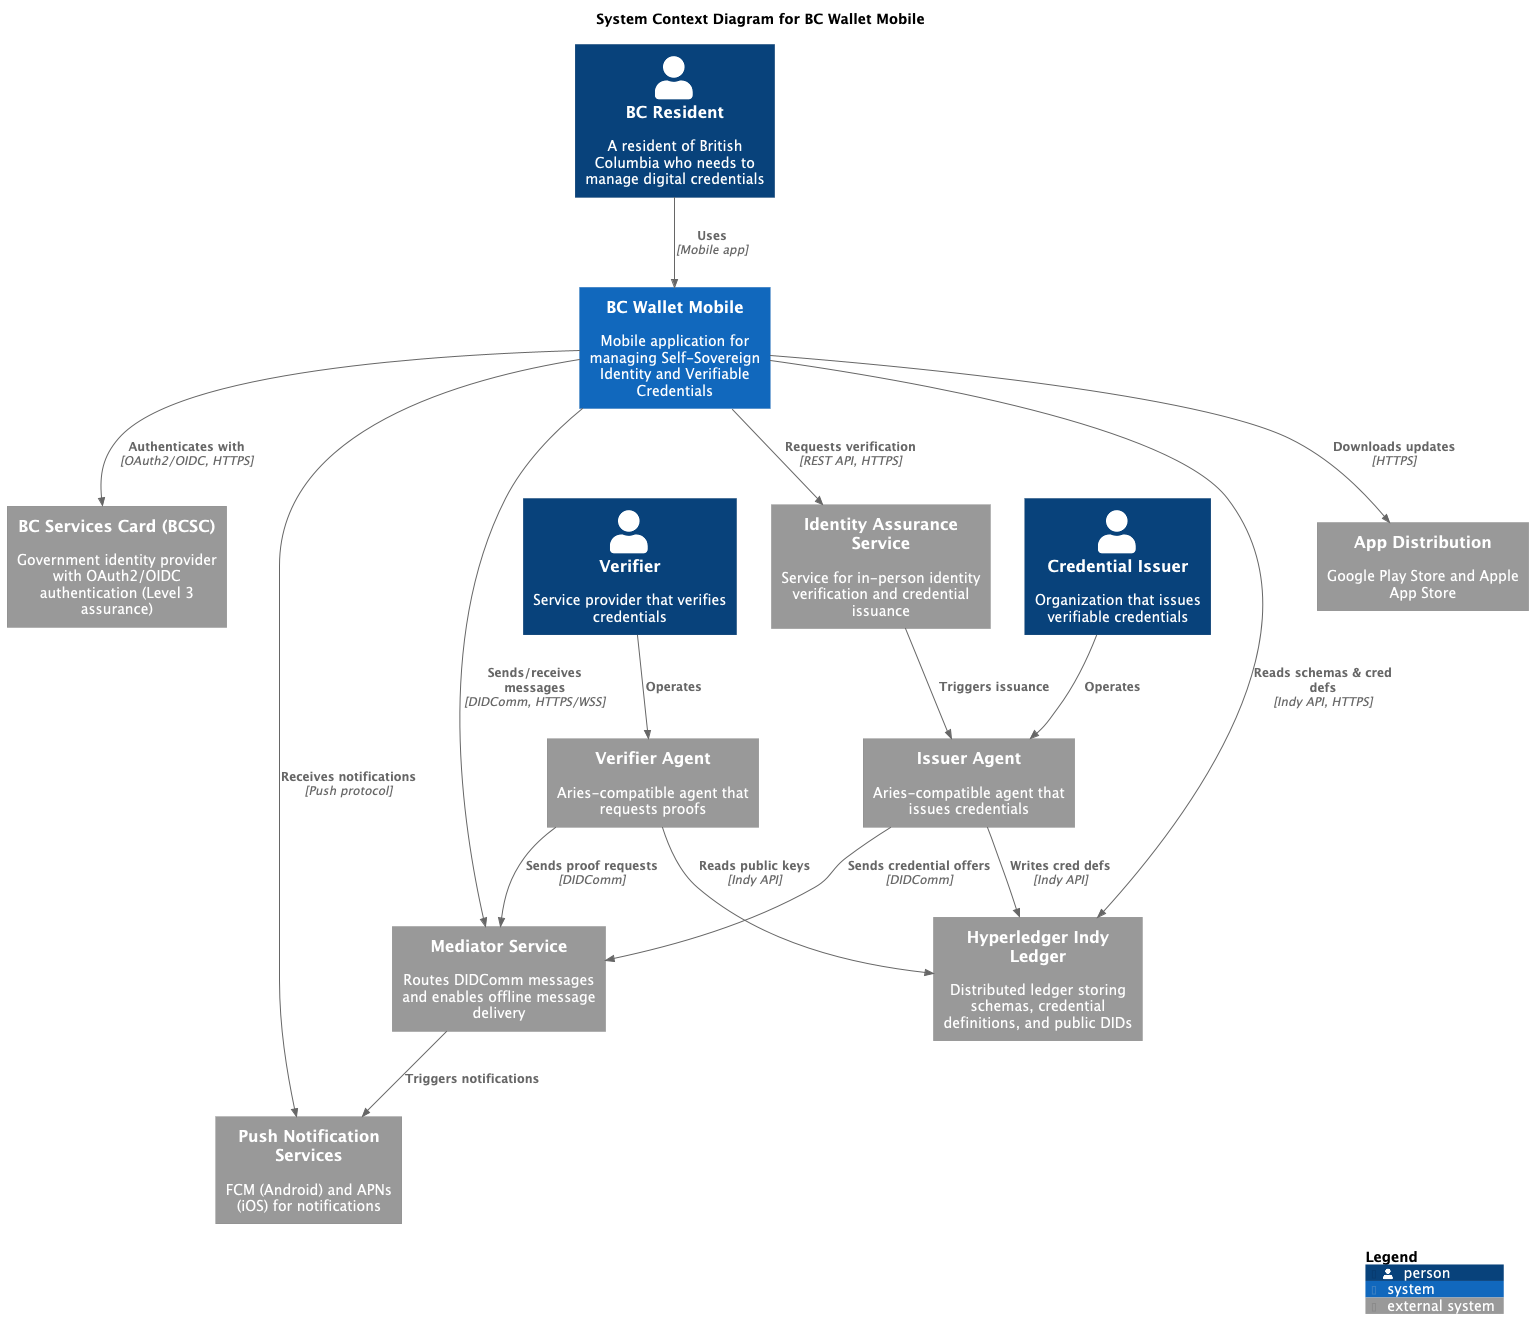 System Context Diagram for BC Wallet Mobile
BC Resident
A resident of British
Columbia who needs to
manage digital credentials
Uses
[Mobile app]
BC Wallet Mobile
Mobile application for
managing Self-Sovereign
Identity and Verifiable
Credentials
Authenticates with
[OAuth2/OIDC, HTTPS]
Requests verification
[REST API, HTTPS]
Downloads updates
[HTTPS]
BC Services Card (BCSC)
Government identity provider
with OAuth2/OIDC
authentication (Level 3
assurance)
Verifier
Service provider that verifies
credentials
Identity Assurance
Service
Service for in-person identity
verification and credential
issuance
Credential Issuer
Organization that issues
verifiable credentials
App Distribution
Google Play Store and Apple
App Store
Sends/receives
messages
[DIDComm, HTTPS/WSS]
Operates
Triggers issuance
Operates
Reads schemas & cred
defs
[Indy API, HTTPS]
Receives notifications
[Push protocol]
Verifier Agent
Aries-compatible agent that
requests proofs
Issuer Agent
Aries-compatible agent that
issues credentials
Sends proof requests
[DIDComm]
Reads public keys
[Indy API]
Sends credential offers
[DIDComm]
Writes cred defs
[Indy API]
Mediator Service
Routes DIDComm messages
and enables offline message
delivery
Hyperledger Indy
Ledger
Distributed ledger storing
schemas, credential
definitions, and public DIDs
Triggers notifications
Push Notification
Services
FCM (Android) and APNs
(iOS) for notifications
Legend
person
system
external system